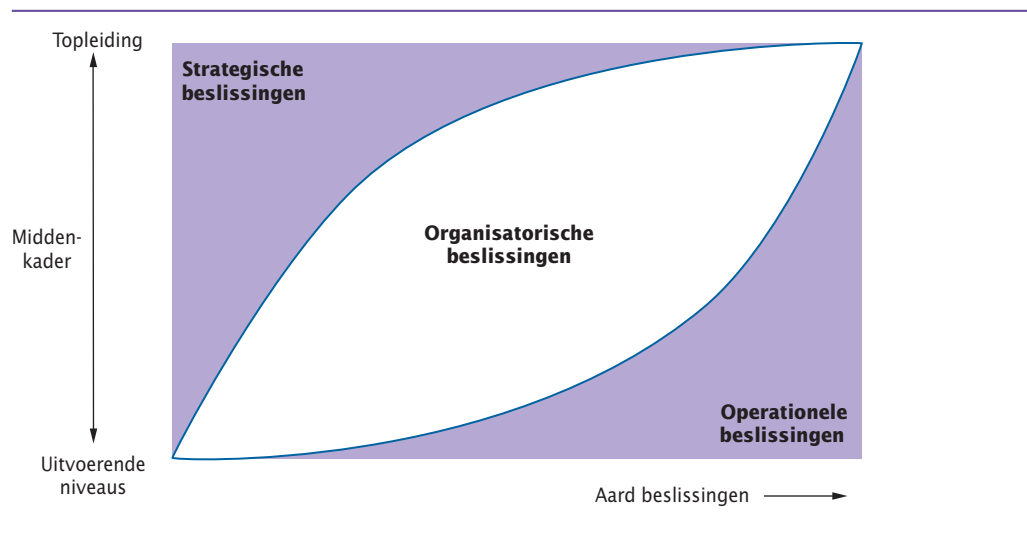 Topleiding
Strategische
beslissingen
Midden-
kader
Organisatorische
beslissingen
Operationele
beslissingen
Uitvoerende
niveaus
Aard beslissingen